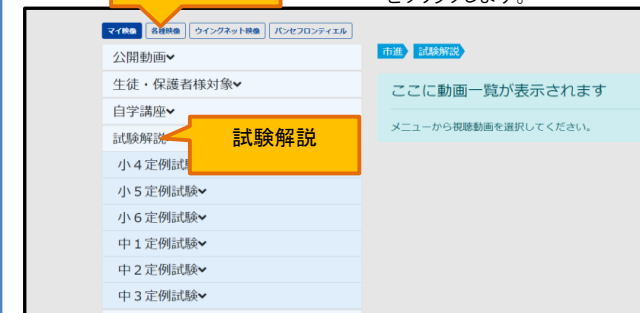 をクリックします。
マイ映像 各種映像 ウイングネット映像 パンセフロンティエル
公開動画
市進 試験解説
生徒・保護者様対象
ここに動画一覧が表示されます
自学講座
メニューから視聴動画を選択してください。
試験解説
試験解説
小4定例試験
小5定例試験
小6定例試験
中1定例試験
中2定例試験
中3定例試験